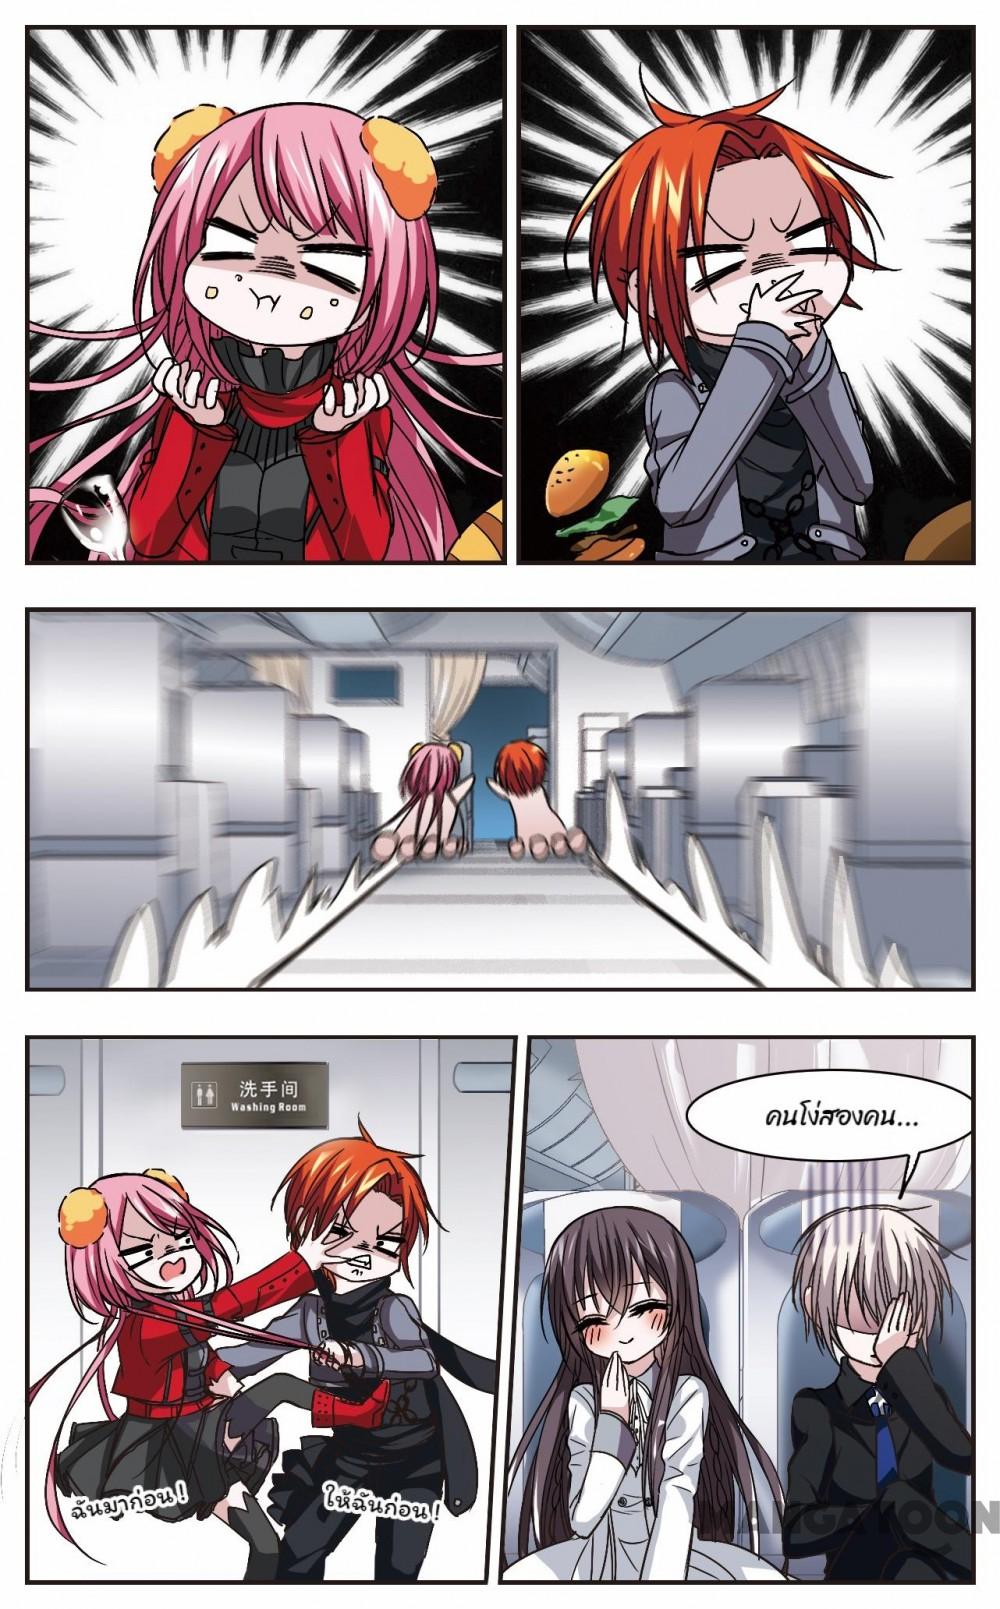 洗手间
Washing Room
คนโง่สองคน...
ฉันมาก่อน!
ให้ฉันก่อน!
MANGATOON